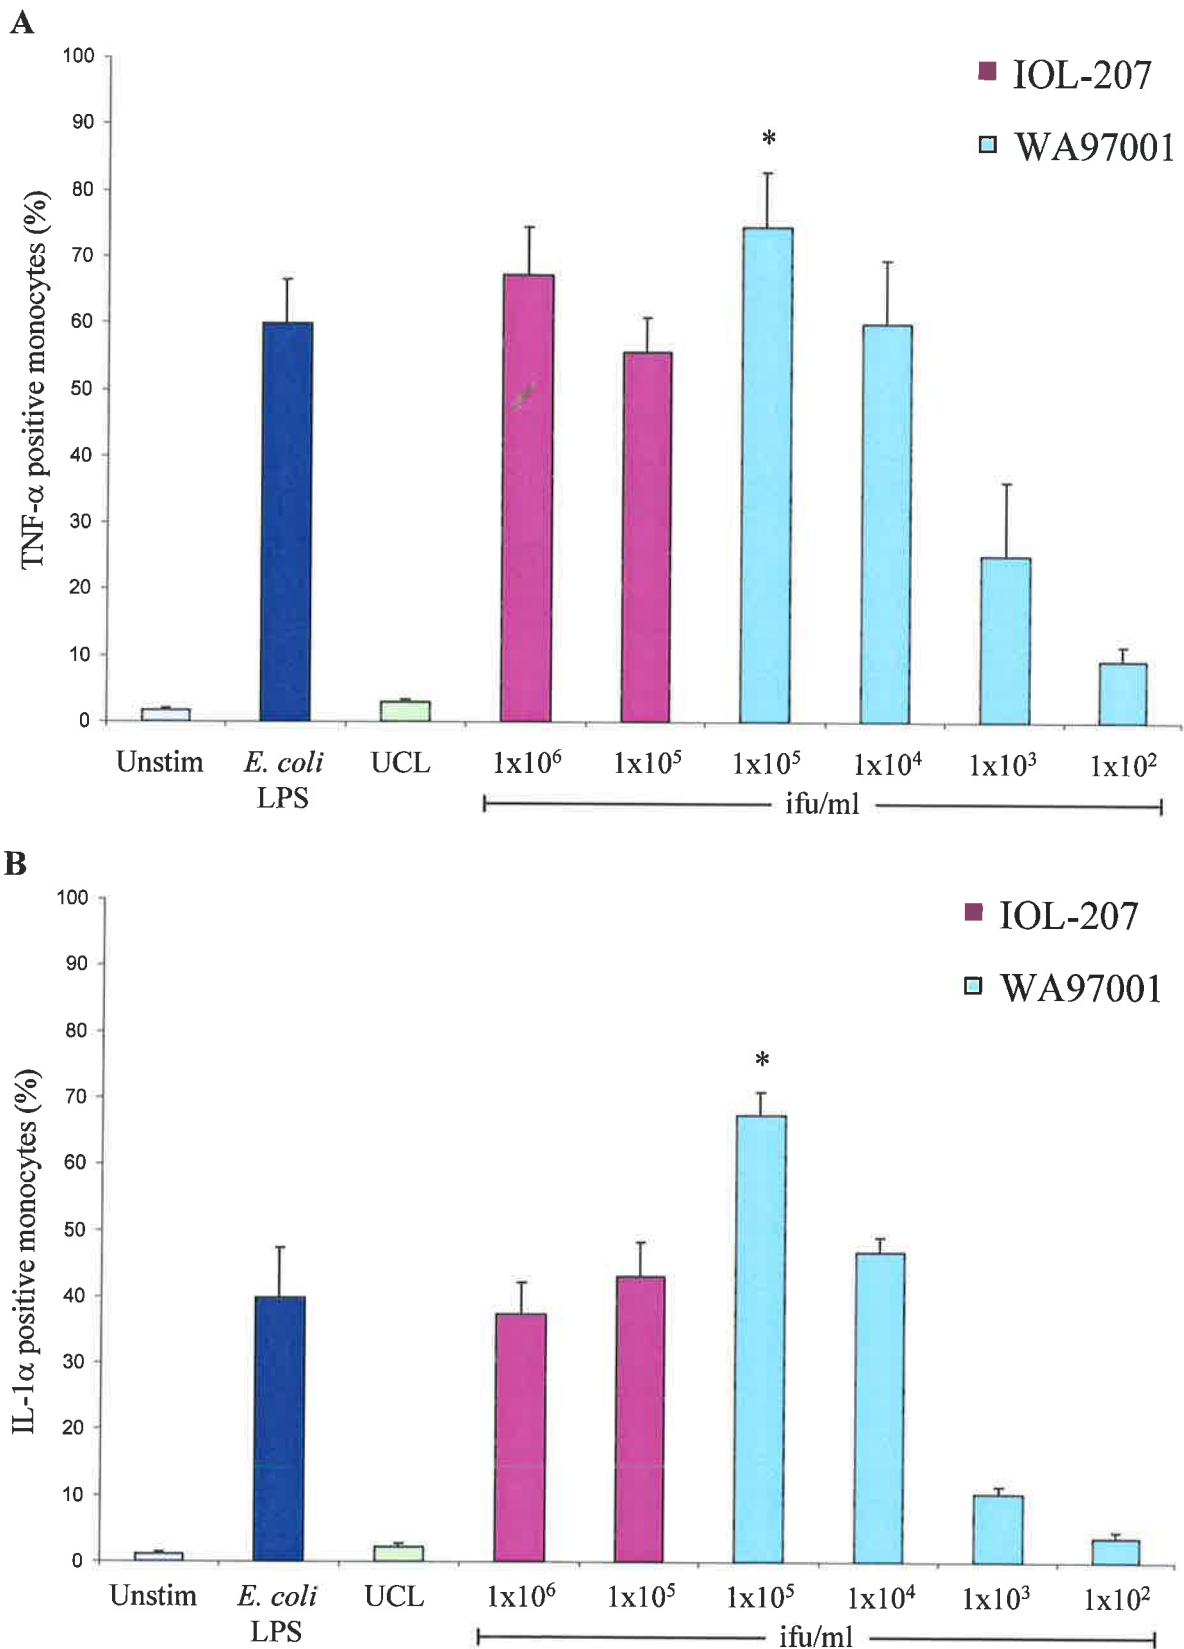 A
100
90
80
70
60
50
40
30
20
10
0
TNF-α positive monocytes (%)
IOL-207
WA97001
*
Unstim E. coli UCL 1x10⁶ 1x10⁵ 1x10⁵ 1x10⁴ 1x10³ 1x10²
LPS
ifu/ml
B
100
90
80
70
60
50
40
30
20
10
0
IL-1α positive monocytes (%)
IOL-207
WA97001
*
Unstim E. coli UCL 1x10⁶ 1x10⁵ 1x10⁵ 1x10⁴ 1x10³ 1x10²
LPS
ifu/ml